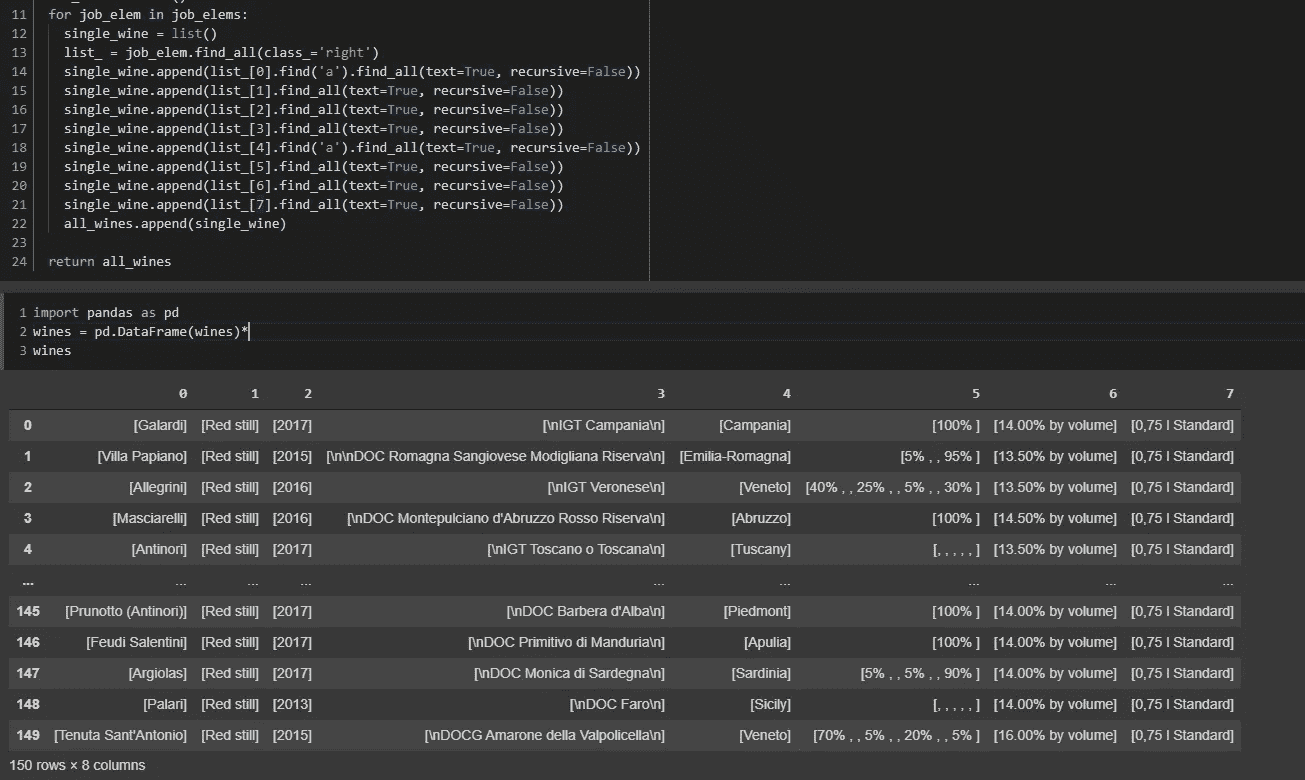 11 for job_elem in job_elems:
12 single_wine = list()
13 list_ = job_elem.find_all(class_='right')
14 single_wine.append(list_[0].find('a').find_all(text=True, recursive=False))
15 single_wine.append(list_[1].find_all(text=True, recursive=False))
16 single_wine.append(list_[2].find_all(text=True, recursive=False))
17 single_wine.append(list_[3].find_all(text=True, recursive=False))
18 single_wine.append(list_[4].find('a').find_all(text=True, recursive=False))
19 single_wine.append(list_[5].find_all(text=True, recursive=False))
20 single_wine.append(list_[6].find_all(text=True, recursive=False))
21 single_wine.append(list_[7].find_all(text=True, recursive=False))
22 all_wines.append(single_wine)
23
24 return all_wines
1 import pandas as pd
2 wines = pd.DataFrame(wines)*
3 wines
0 1 2 3 4 5 6 7
0 [Galardi] [Red still] [2017] [\nIGT Campania\n] [Campania] [100% ] [14.00% by volume] [0,75 l Standard]
1 [Villa Papiano] [Red still] [2015] [\n\nDOC Romagna Sangiovese Modigliana Riserva\n] [Emilia-Romagna] [5% , , 95% ] [13.50% by volume] [0,75 l Standard]
2 [Allegrini] [Red still] [2016] [\nIGT Veronese\n] [Veneto] [40% , , 25% , , 5% , , 30% ] [13.50% by volume] [0,75 l Standard]
3 [Masciarelli] [Red still] [2016] [\nDOC Montepulciano d'Abruzzo Rosso Riserva\n] [Abruzzo] [100% ] [14.50% by volume] [0,75 l Standard]
4 [Antinori] [Red still] [2017] [\nIGT Toscano o Toscana\n] [Tuscany] [, , , , , ] [13.50% by volume] [0,75 l Standard]
... ... ... ... ... ... ... ... ...
145 [Prunotto (Antinori)] [Red still] [2017] [\nDOC Barbera d'Alba\n] [Piedmont] [100% ] [14.00% by volume] [0,75 l Standard]
146 [Feudi Salentini] [Red still] [2017] [\nDOC Primitivo di Manduria\n] [Apulia] [100% ] [14.00% by volume] [0,75 l Standard]
147 [Argiolas] [Red still] [2017] [\nDOC Monica di Sardegna\n] [Sardinia] [5% , , 5% , , 90% ] [14.00% by volume] [0,75 l Standard]
148 [Palari] [Red still] [2013] [\nDOC Faro\n] [Sicily] [, , , , , ] [14.00% by volume] [0,75 l Standard]
149 [Tenuta Sant'Antonio] [Red still] [2015] [\nDOCG Amarone della Valpolicella\n] [Veneto] [70% , , 5% , , 20% , , 5% ] [16.00% by volume] [0,75 l Standard]
150 rows × 8 columns